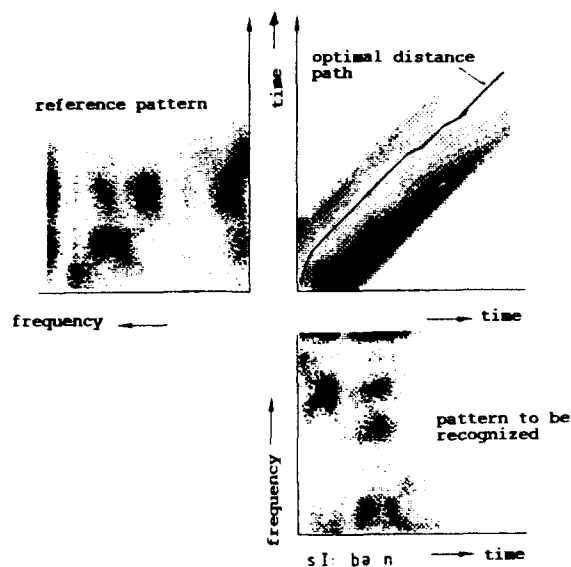 optimal distance
path
time
reference pattern
frequency
time
pattern to be
recognized
frequency
sI: ba n
time